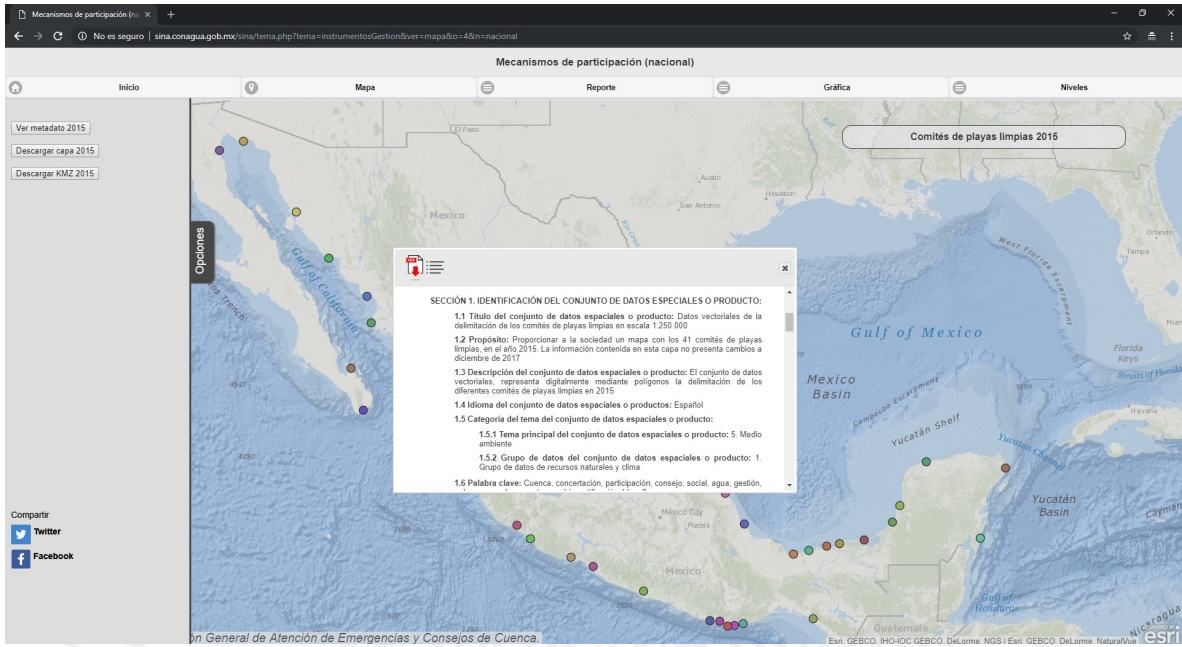 Mecanismos de participación (na
No es seguro | sina.conagua.gob.mx/sina/tema.php?tema=instrumentosGestion&ver=mapa&o=4&n=nacional
Mecanismos de participación (nacional)
Inicio
Mapa
Reporte
Gráfica
Niveles
Ver metadato 2015
Descargar capa 2015
Descargar KMZ 2015
Opciones
Comités de playas limpias 2015
El Paso
Red
Austin
Houston
San Antonio
Mexico
Gulf of California
Orlando
Tampa
West Florida Escarpment
Gulf of Mexico
Florida
Keys
Straits of Florida
Mexico
Basin
Campeche Escarpment
Havana
Yucatán Shelf
Yucatan Channel
Yucatán
Basin
Cayman
SECCIÓN 1. IDENTIFICACIÓN DEL CONJUNTO DE DATOS ESPECIALES O PRODUCTO:
1.1 Título del conjunto de datos espaciales o producto: Datos vectoriales de la
delimitación de los comités de playas limpias en escala 1:250 000
1.2 Propósito: Proporcionar a la sociedad un mapa con los 41 comités de playas
limpias, en el año 2015. La información contenida en esta capa no presenta cambios a
diciembre de 2017
1.3 Descripción del conjunto de datos espaciales o producto: El conjunto de datos
vectoriales, representa digitalmente mediante polígonos la delimitación de los
diferentes comités de playas limpias en 2015
1.4 Idioma del conjunto de datos espaciales o productos: Español
1.5 Categoría del tema del conjunto de datos espaciales o producto:
1.5.1 Tema principal del conjunto de datos espaciales o producto: 5. Medio
ambiente
1.5.2 Grupo de datos del conjunto de datos espaciales o producto: 1.
Grupo de datos de recursos naturales y clima
1.6 Palabra clave: Cuenca, concertación, participación, consejo, social, agua, gestión,
4290
México City
Puebla
Mexico
Compartir
Twitter
Facebook
Gulf of
Honduras
Guatemala
Nicaragua
ón General de Atención de Emergencias y Consejos de Cuenca.
Esri, GEBCO, IHO-IOC GEBCO, DeLorme, NGS | Esri, GEBCO, DeLorme, NaturalVue
esri